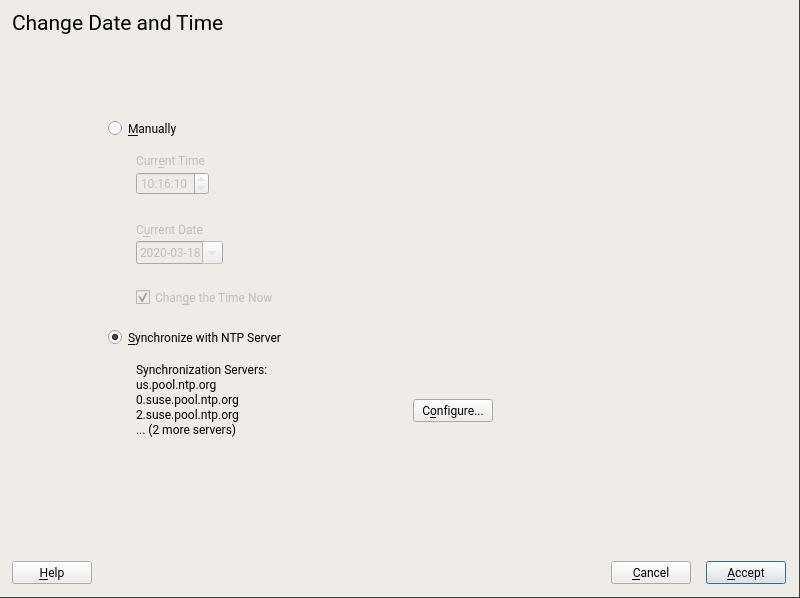 Change Date and Time
Manually
Current Time
10:16:10
Current Date
2020-03-18
Change the Time Now
Synchronize with NTP Server
Synchronization Servers:
us.pool.ntp.org
0.suse.pool.ntp.org
2.suse.pool.ntp.org
... (2 more servers)
Configure...
Help
Cancel
Accept